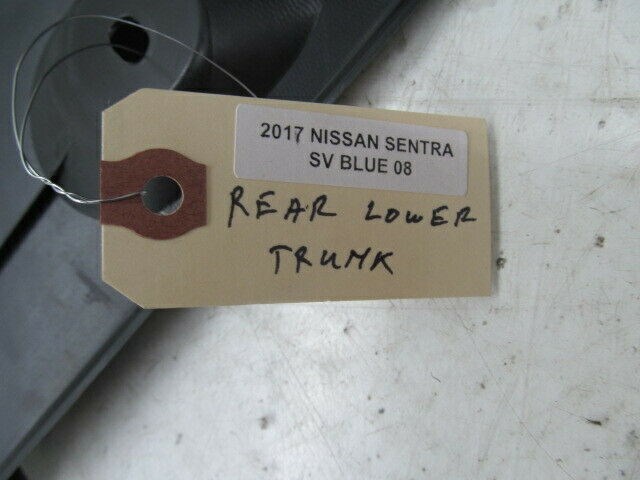 2017 NISSAN SENTRA
SV BLUE 08
REAR LOWER
TRUNK